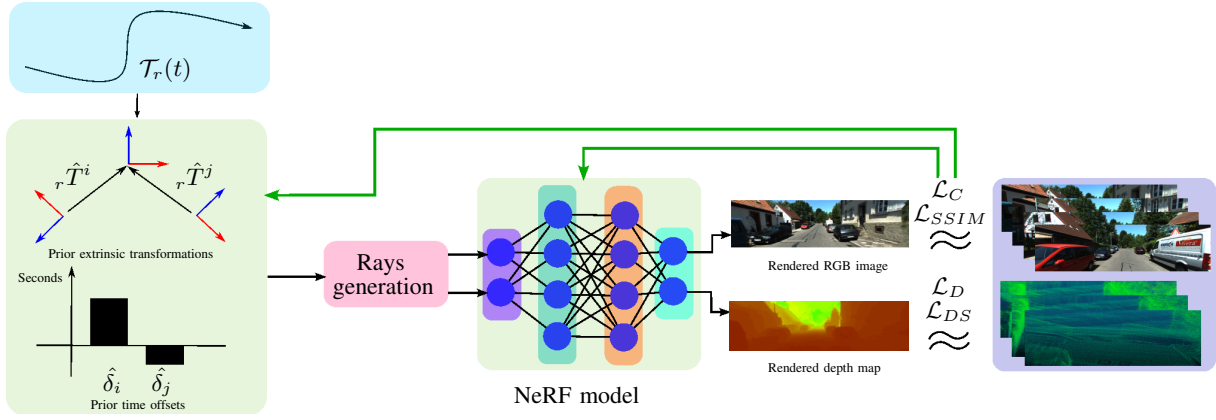 𝒯_r(t)
_r T̂^i
_r T̂^j
Prior extrinsic transformations
Seconds
δ̂_i
δ̂_j
Prior time offsets
Rays
generation
NeRF model
Rendered RGB image
Rendered depth map
ℒ_C
ℒ_SSIM
≈
ℒ_D
ℒ_DS
≈